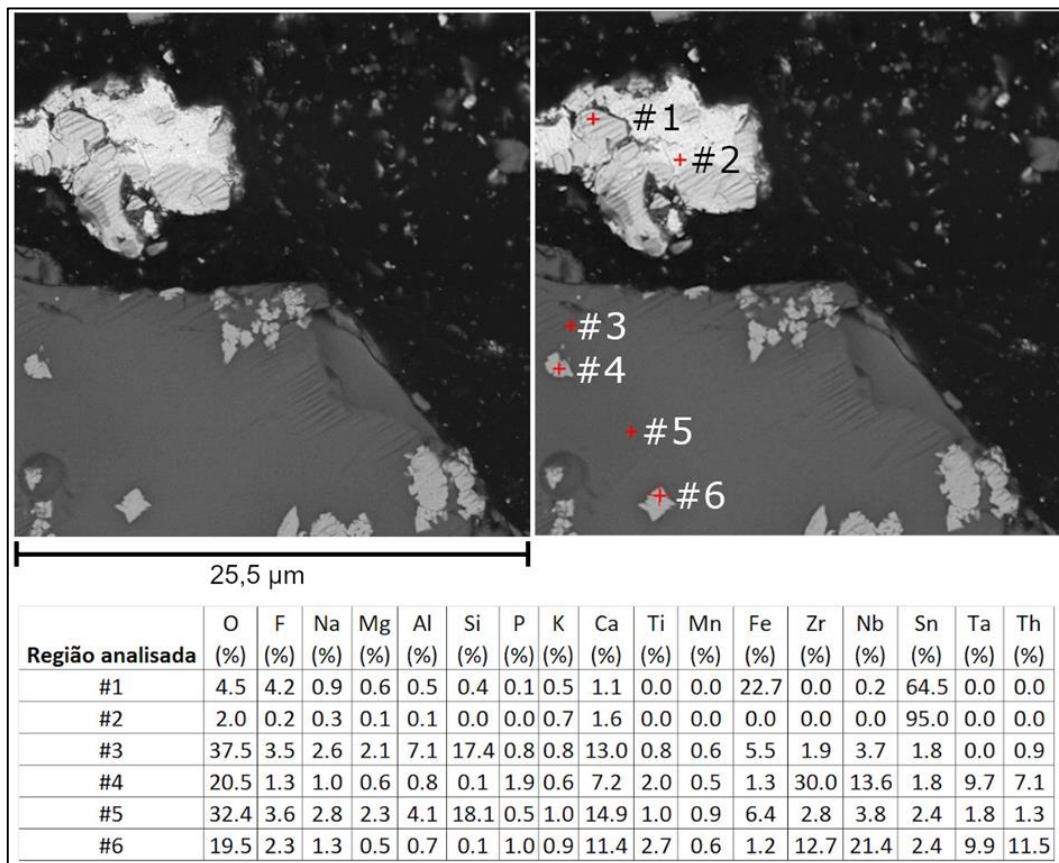 #1
#2
#3
#4
#5
#6
25,5 µm
Região analisada O (%) F (%) Na (%) Mg (%) Al (%) Si (%) P (%) K (%) Ca (%) Ti (%) Mn (%) Fe (%) Zr (%) Nb (%) Sn (%) Ta (%) Th (%)
#1 4.5 4.2 0.9 0.6 0.5 0.4 0.1 0.5 1.1 0.0 0.0 22.7 0.0 0.2 64.5 0.0 0.0
#2 2.0 0.2 0.3 0.1 0.1 0.0 0.0 0.7 1.6 0.0 0.0 0.0 0.0 0.0 95.0 0.0 0.0
#3 37.5 3.5 2.6 2.1 7.1 17.4 0.8 0.8 13.0 0.8 0.6 5.5 1.9 3.7 1.8 0.0 0.9
#4 20.5 1.3 1.0 0.6 0.8 0.1 1.9 0.6 7.2 2.0 0.5 1.3 30.0 13.6 1.8 9.7 7.1
#5 32.4 3.6 2.8 2.3 4.1 18.1 0.5 1.0 14.9 1.0 0.9 6.4 2.8 3.8 2.4 1.8 1.3
#6 19.5 2.3 1.3 0.5 0.7 0.1 1.0 0.9 11.4 2.7 0.6 1.2 12.7 21.4 2.4 9.9 11.5